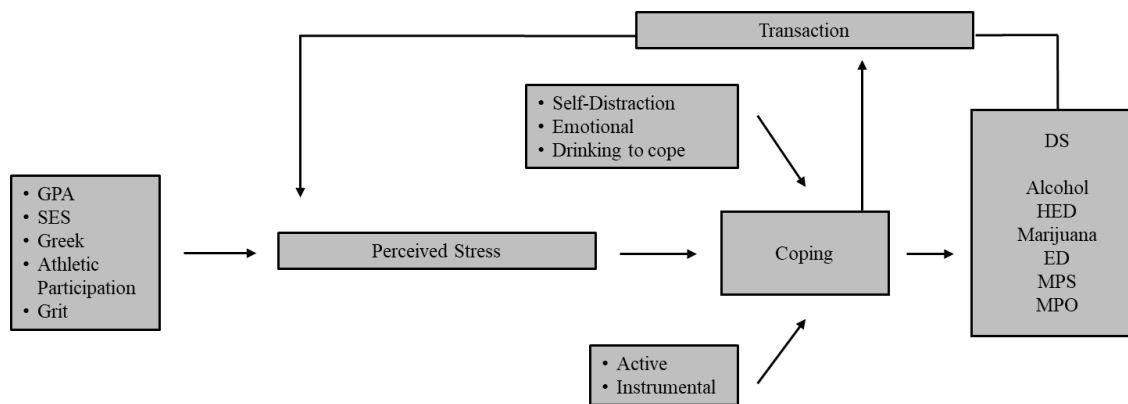 Transaction
• Self-Distraction
• Emotional
• Drinking to cope
DS
Alcohol
HED
Marijuana
ED
MPS
MPO
• GPA
• SES
• Greek
• Athletic
Participation
• Grit
Perceived Stress
Coping
• Active
• Instrumental